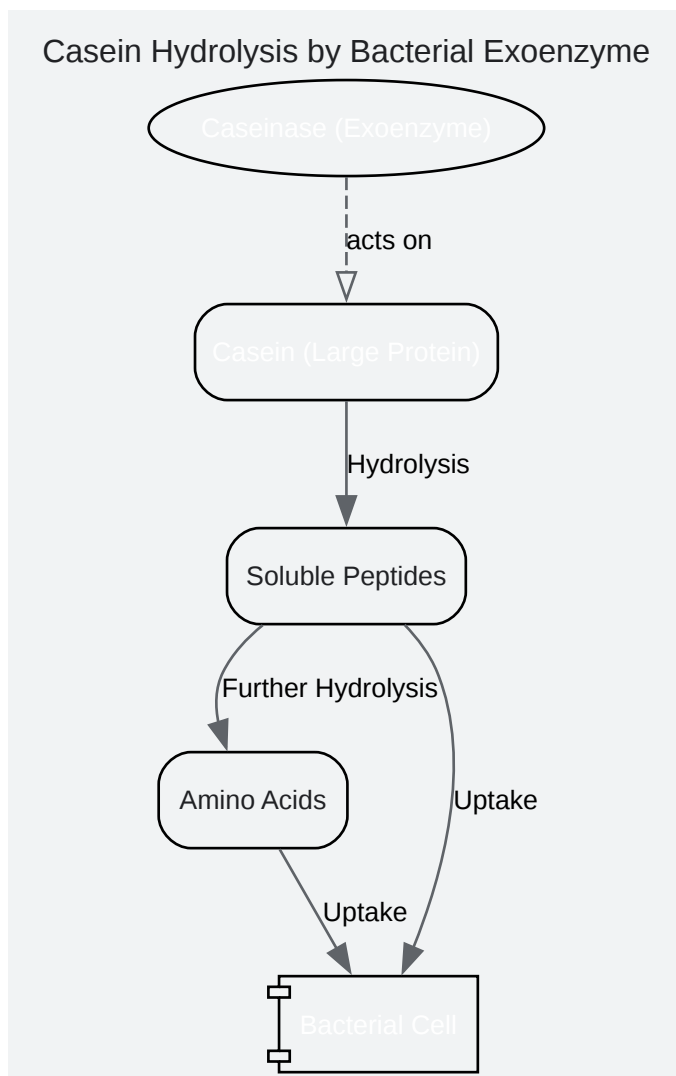 Casein Hydrolysis by Bacterial Exoenzyme
Caseinase (Exoenzyme)
acts on
Casein (Large Protein)
Hydrolysis
Soluble Peptides
Further Hydrolysis
Amino Acids
Uptake
Uptake
Bacterial Cell